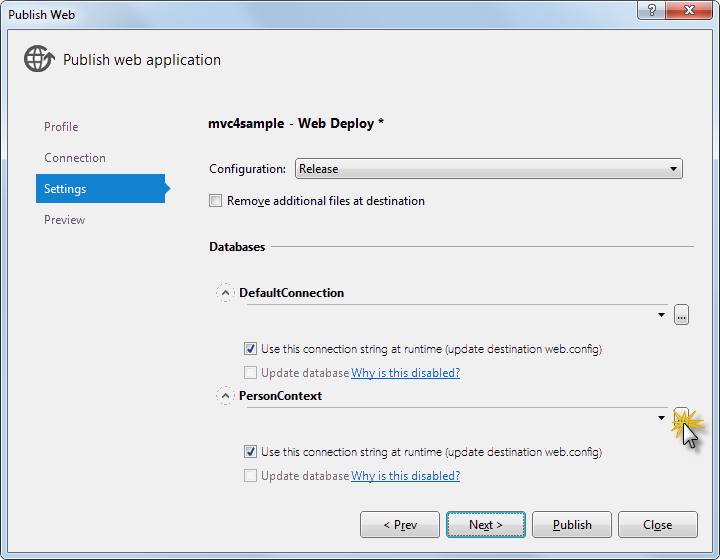 Publish Web
Publish web application
Profile
Connection
Settings
Preview
mvc4sample - Web Deploy *
Configuration: Release
Remove additional files at destination
Databases
DefaultConnection
...
Use this connection string at runtime (update destination web.config)
Update database Why is this disabled?
PersonContext
Use this connection string at runtime (update destination web.config)
Update database Why is this disabled?
< Prev Next > Publish Close